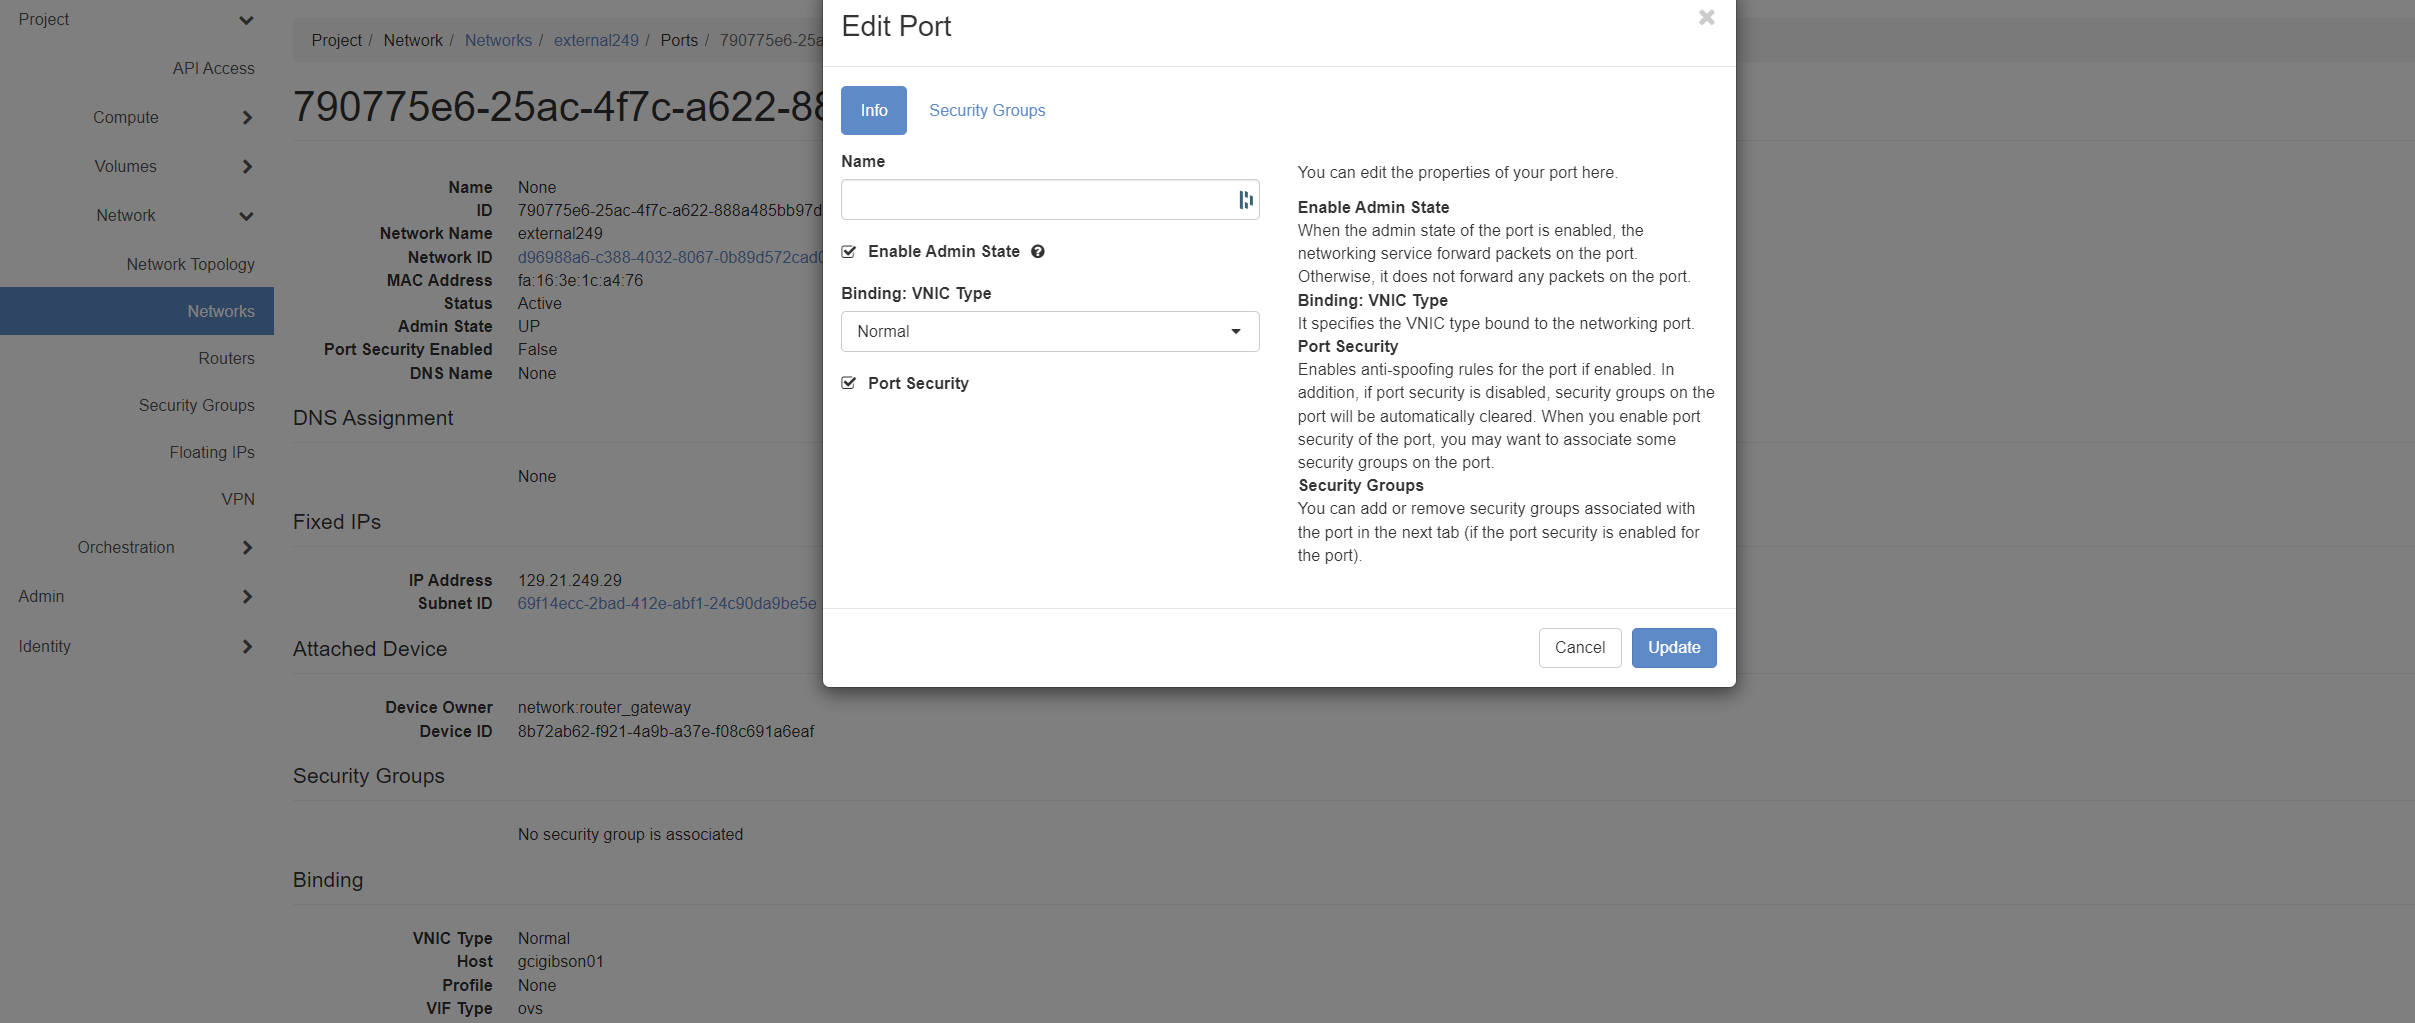 Project
API Access
Compute
Volumes
Network
Network Topology
Networks
Routers
Security Groups
Floating IPs
VPN
Orchestration
Admin
Identity
Project / Network / Networks / external249 / Ports / 790775e6-25a
790775e6-25ac-4f7c-a622-88
Name None
ID 790775e6-25ac-4f7c-a622-888a485bb97d
Network Name external249
Network ID d96988a6-c388-4032-8067-0b89d572cad0
MAC Address fa:16:3e:1c:a4:76
Status Active
Admin State UP
Port Security Enabled False
DNS Name None
DNS Assignment
None
Fixed IPs
IP Address 129.21.249.29
Subnet ID 69f14ecc-2bad-412e-abf1-24c90da9be5e
Attached Device
Device Owner network:router_gateway
Device ID 8b72ab62-f921-4a9b-a37e-f08c691a6eaf
Security Groups
No security group is associated
Binding
VNIC Type Normal
Host gcigibson01
Profile None
VIF Type ovs
Edit Port
Info Security Groups
Name
Enable Admin State
Binding: VNIC Type
Normal
Port Security
You can edit the properties of your port here.
Enable Admin State
When the admin state of the port is enabled, the
networking service forward packets on the port.
Otherwise, it does not forward any packets on the port.
Binding: VNIC Type
It specifies the VNIC type bound to the networking port.
Port Security
Enables anti-spoofing rules for the port if enabled. In
addition, if port security is disabled, security groups on the
port will be automatically cleared. When you enable port
security of the port, you may want to associate some
security groups on the port.
Security Groups
You can add or remove security groups associated with
the port in the next tab (if the port security is enabled for
the port).
Cancel Update